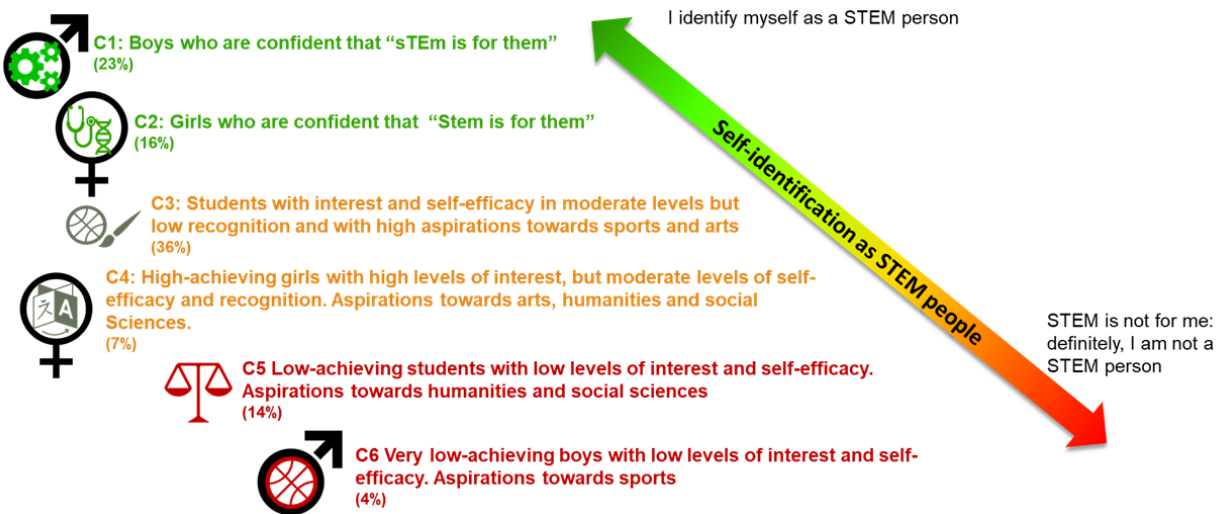 I identify myself as a STEM person
C1: Boys who are confident that “sTEm is for them”
(23%)
C2: Girls who are confident that “Stem is for them”
(16%)
C3: Students with interest and self-efficacy in moderate levels but
low recognition and with high aspirations towards sports and arts
(36%)
C4: High-achieving girls with high levels of interest, but moderate levels of self-
efficacy and recognition. Aspirations towards arts, humanities and social
Sciences.
(7%)
C5 Low-achieving students with low levels of interest and self-efficacy.
Aspirations towards humanities and social sciences
(14%)
C6 Very low-achieving boys with low levels of interest and self-
efficacy. Aspirations towards sports
(4%)
Self-identification as STEM people
STEM is not for me:
definitely, I am not a
STEM person
A